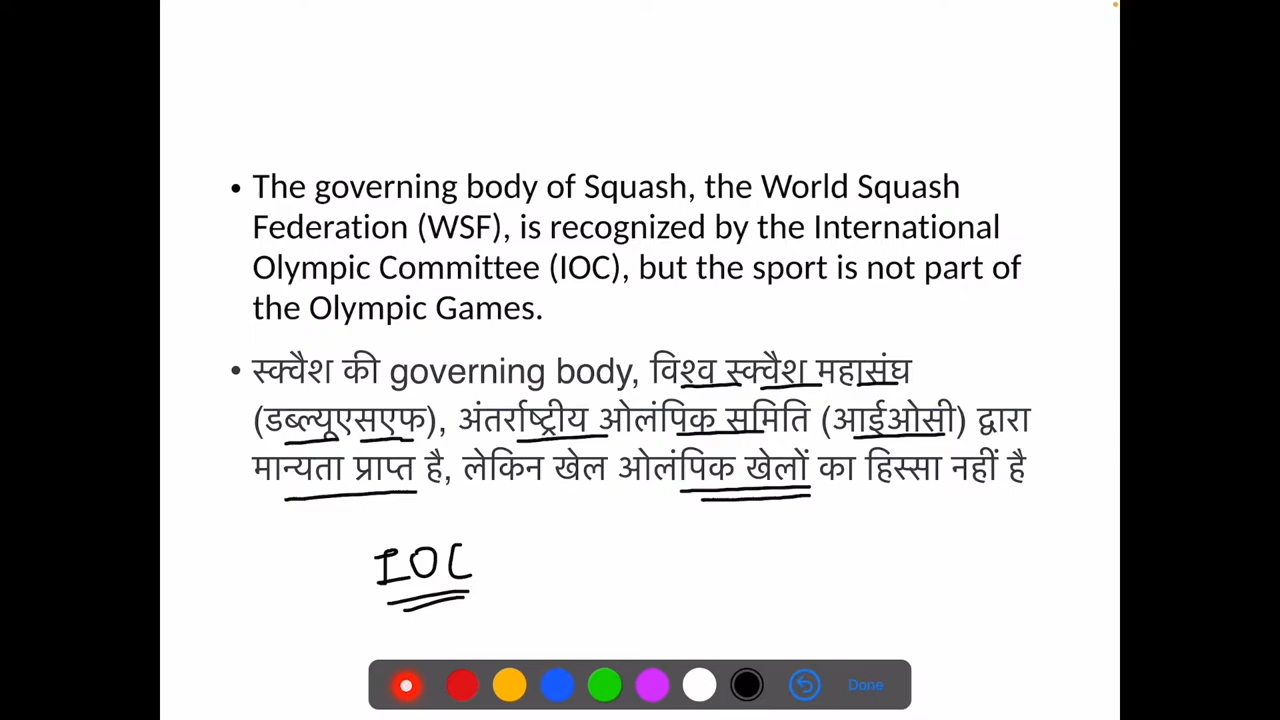 • The governing body of Squash, the World Squash
Federation (WSF), is recognized by the International
Olympic Committee (IOC), but the sport is not part of
the Olympic Games.
• स्क्वैश की governing body, विश्व स्क्वैश महासंघ
(डब्ल्यूएसएफ), अंतर्राष्ट्रीय ओलंपिक समिति (आईओसी) द्वारा
मान्यता प्राप्त है, लेकिन खेल ओलंपिक खेलों का हिस्सा नहीं है
IOC
Done